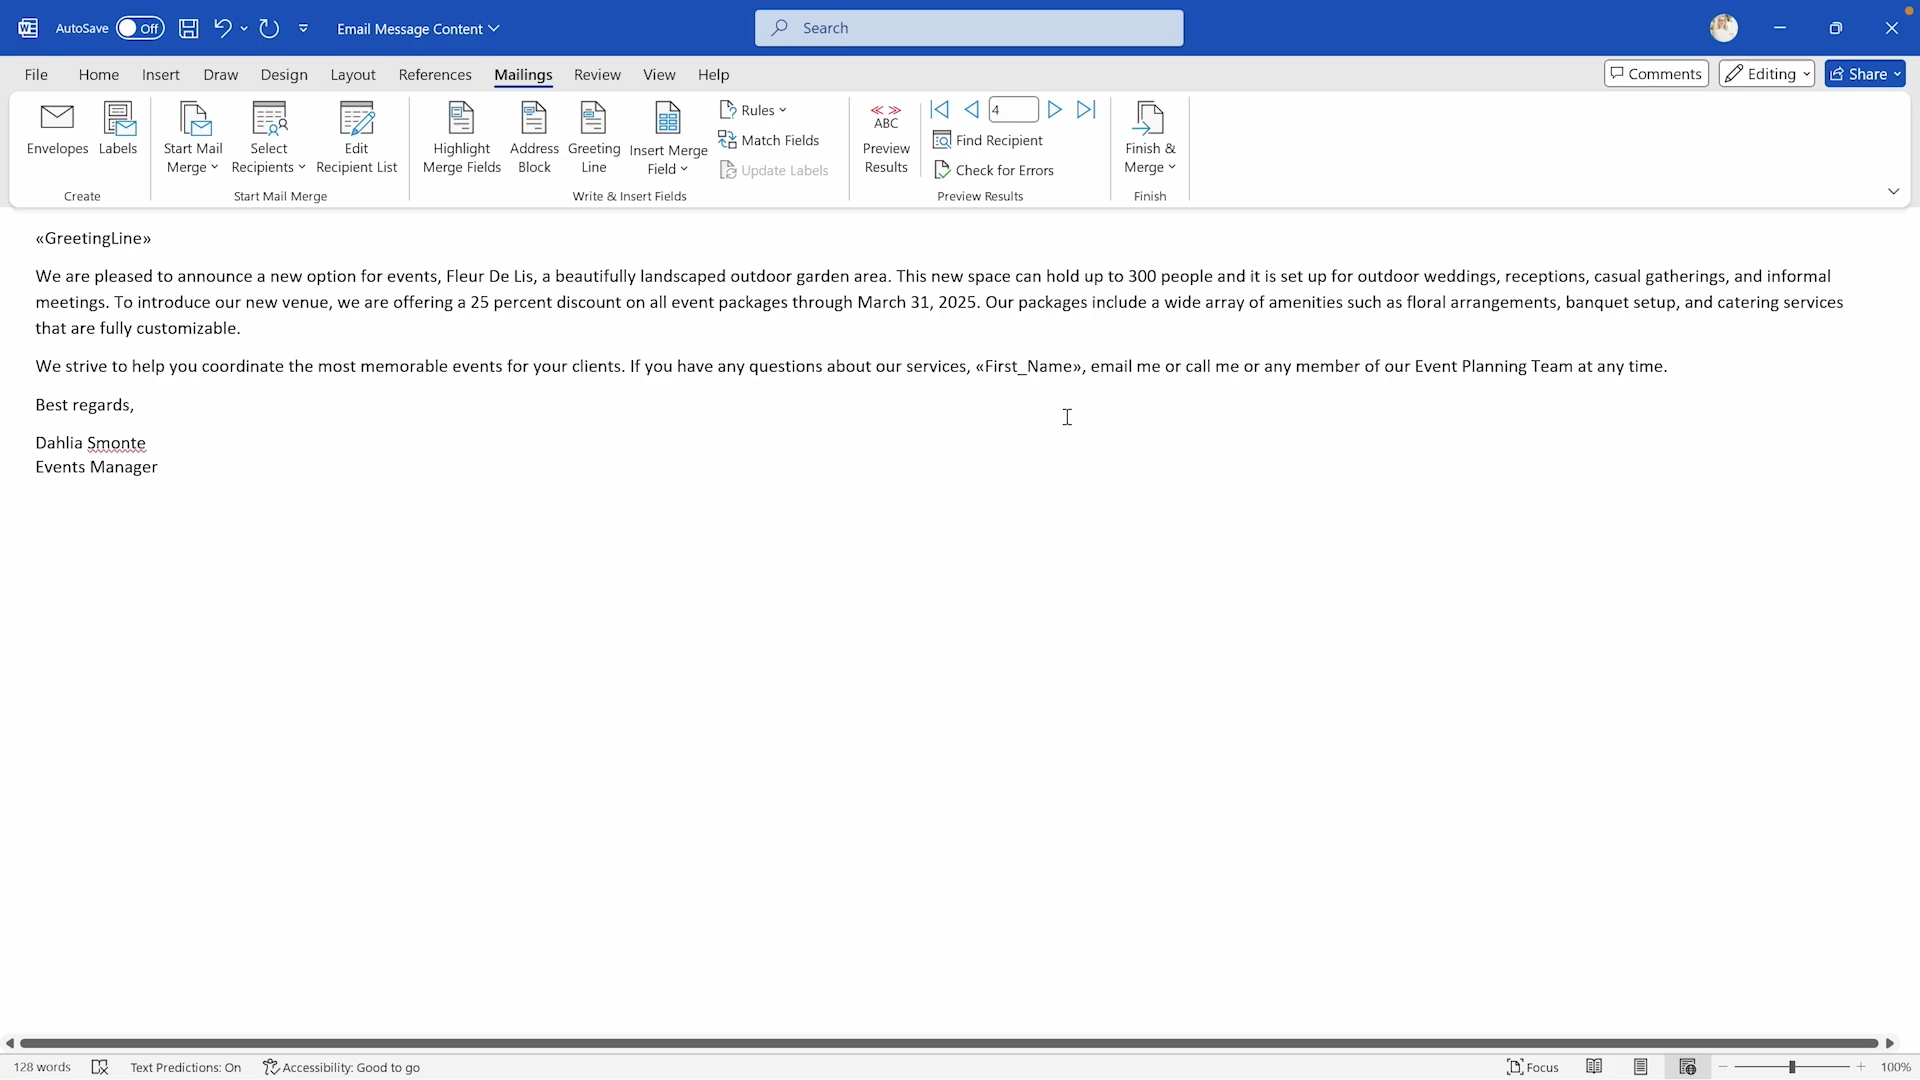 AutoSave Off Email Message Content Search
File Home Insert Draw Design Layout References Mailings Review View Help Comments Editing Share
Envelopes Labels
Create
Start Mail Merge Select Recipients Edit Recipient List
Start Mail Merge
Highlight Merge Fields Address Block Greeting Line Insert Merge Field Rules
Match Fields
Update Labels
Write & Insert Fields
ABC
Preview Results
4
Find Recipient
Check for Errors
Preview Results
Finish & Merge
Finish
«GreetingLine»
We are pleased to announce a new option for events, Fleur De Lis, a beautifully landscaped outdoor garden area. This new space can hold up to 300 people and it is set up for outdoor weddings, receptions, casual gatherings, and informal
meetings. To introduce our new venue, we are offering a 25 percent discount on all event packages through March 31, 2025. Our packages include a wide array of amenities such as floral arrangements, banquet setup, and catering services
that are fully customizable.
We strive to help you coordinate the most memorable events for your clients. If you have any questions about our services, «First_Name», email me or call me or any member of our Event Planning Team at any time.
Best regards,
Dahlia Smonte
Events Manager
128 words Text Predictions: On Accessibility: Good to go Focus 100%